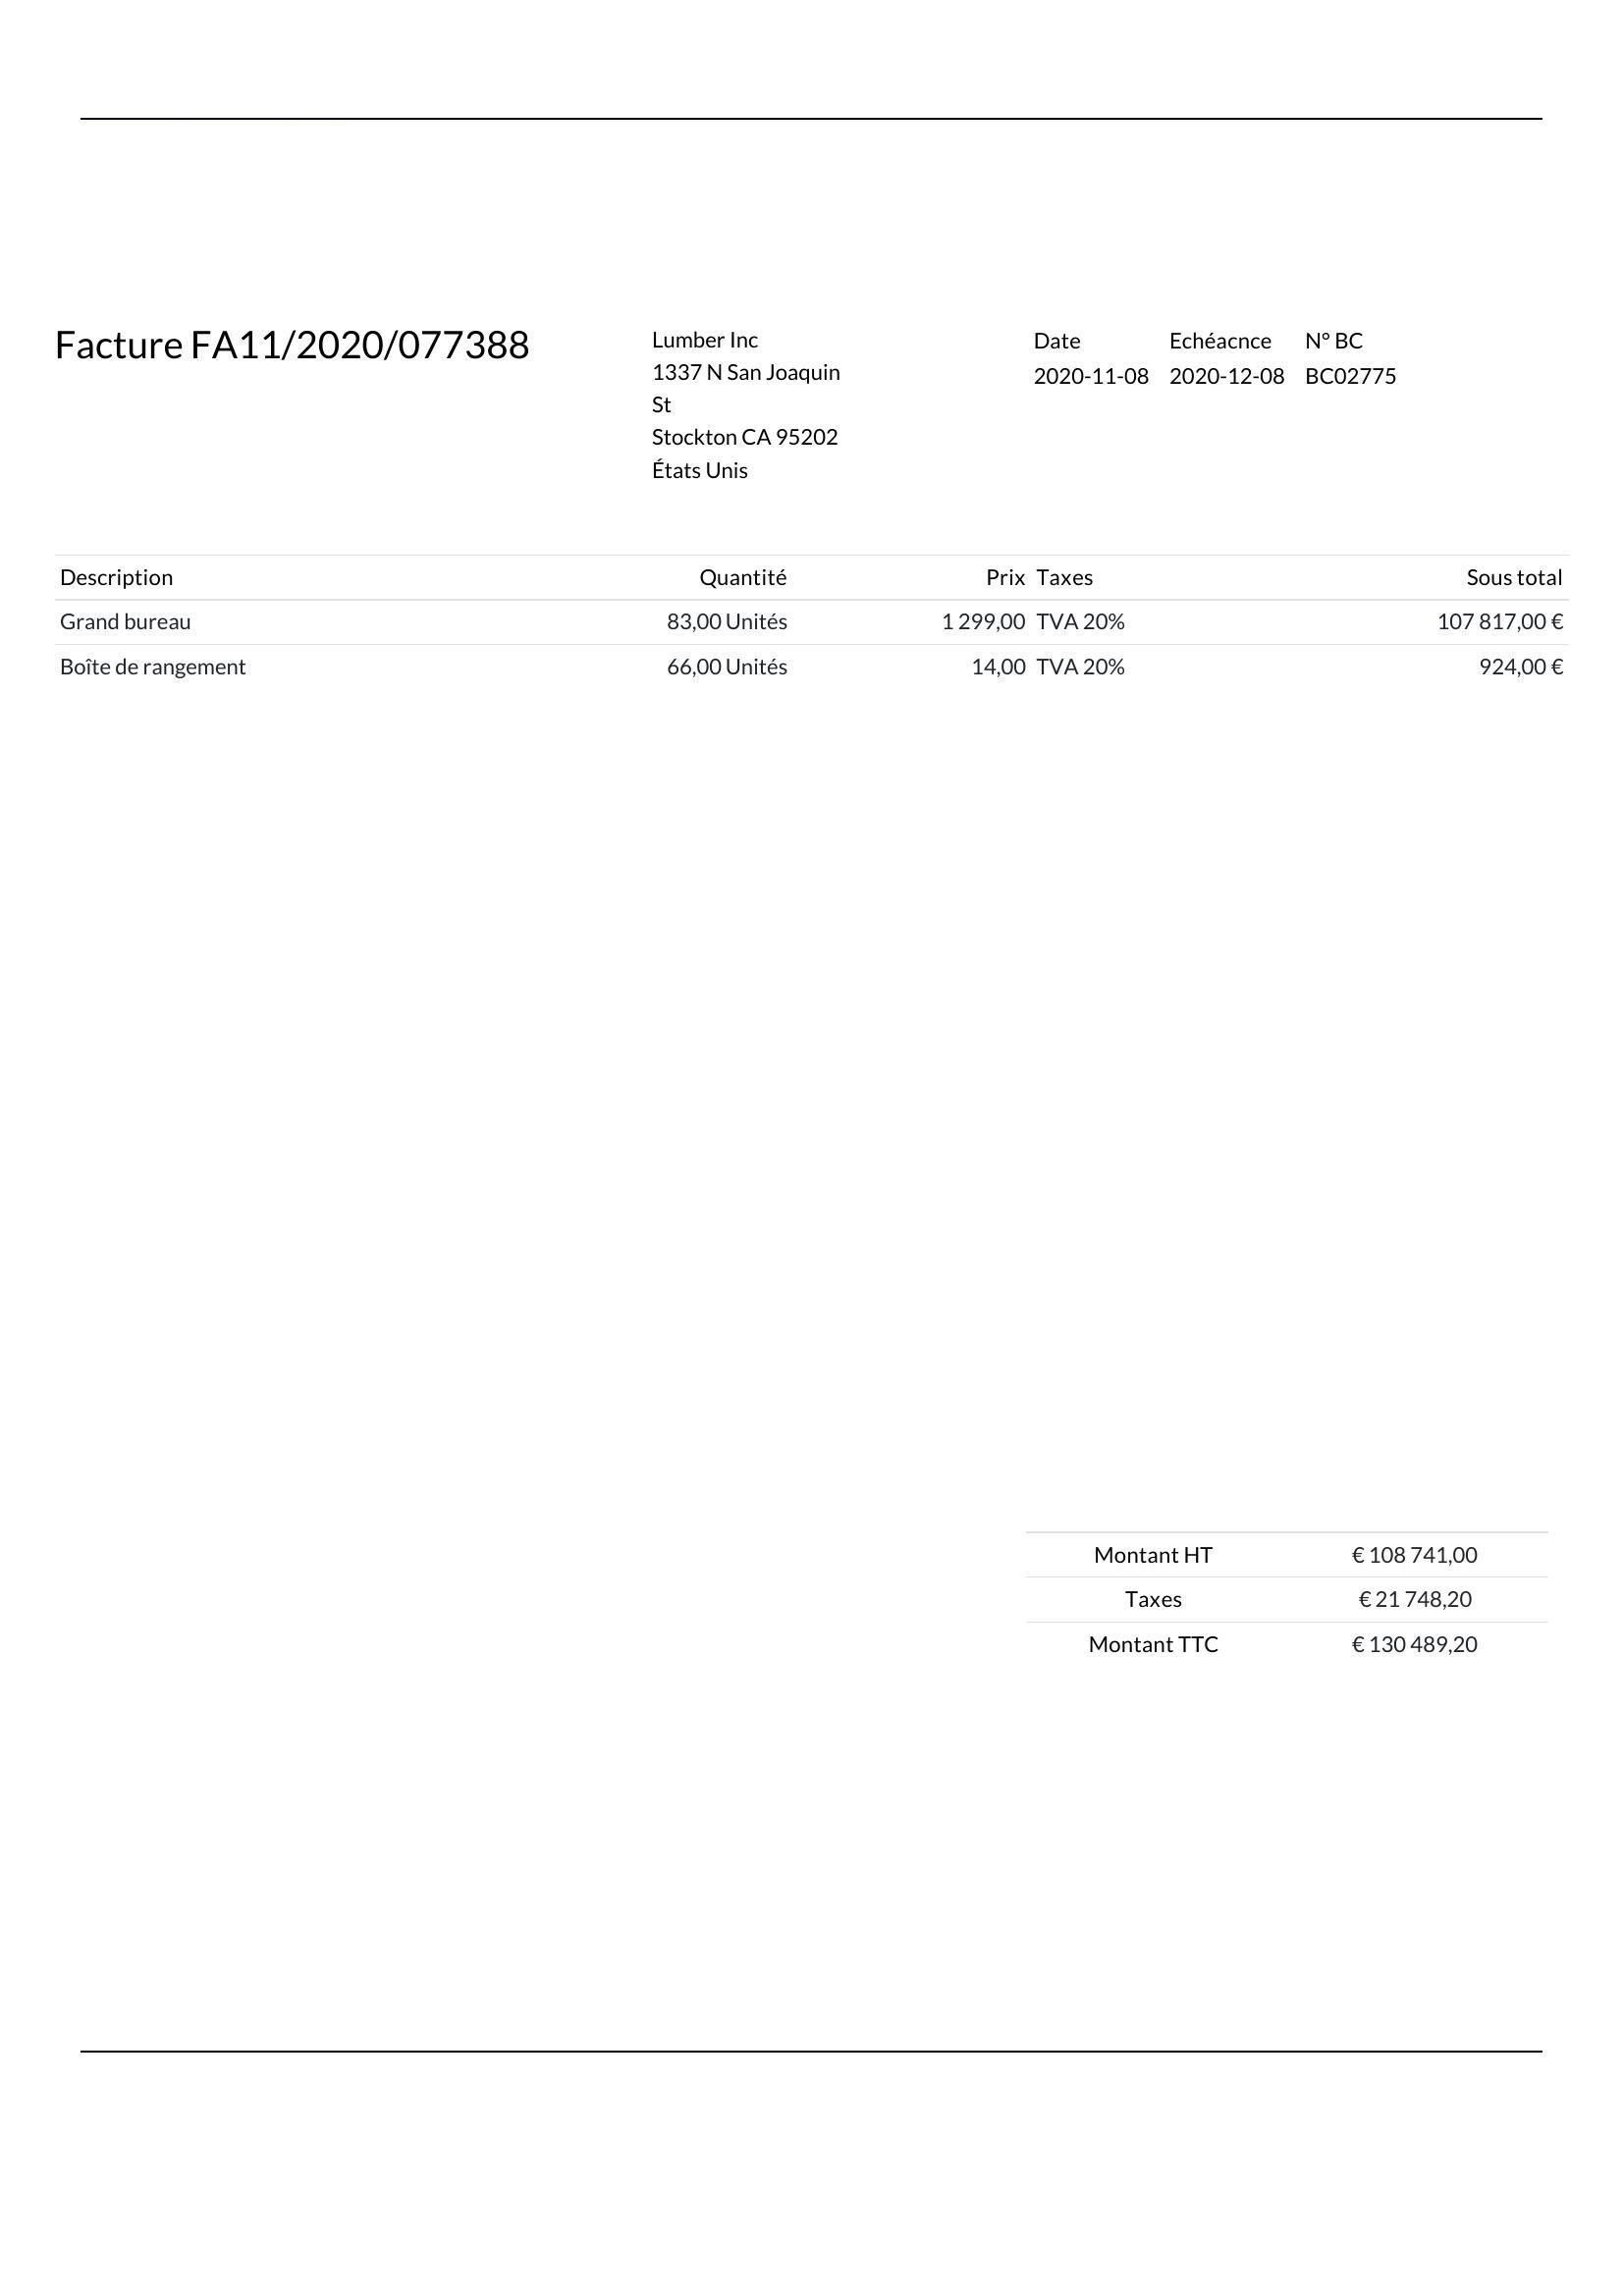 Facture FA11/2020/077388
Lumber Inc
1337 N San Joaquin
St
Stockton CA 95202
États Unis
Date Echéacnce N° BC
2020-11-08 2020-12-08 BC02775
Description Quantité Prix Taxes Sous total
Grand bureau 83,00 Unités 1 299,00 TVA 20% 107 817,00 €
Boîte de rangement 66,00 Unités 14,00 TVA 20% 924,00 €
Montant HT € 108 741,00
Taxes € 21 748,20
Montant TTC € 130 489,20